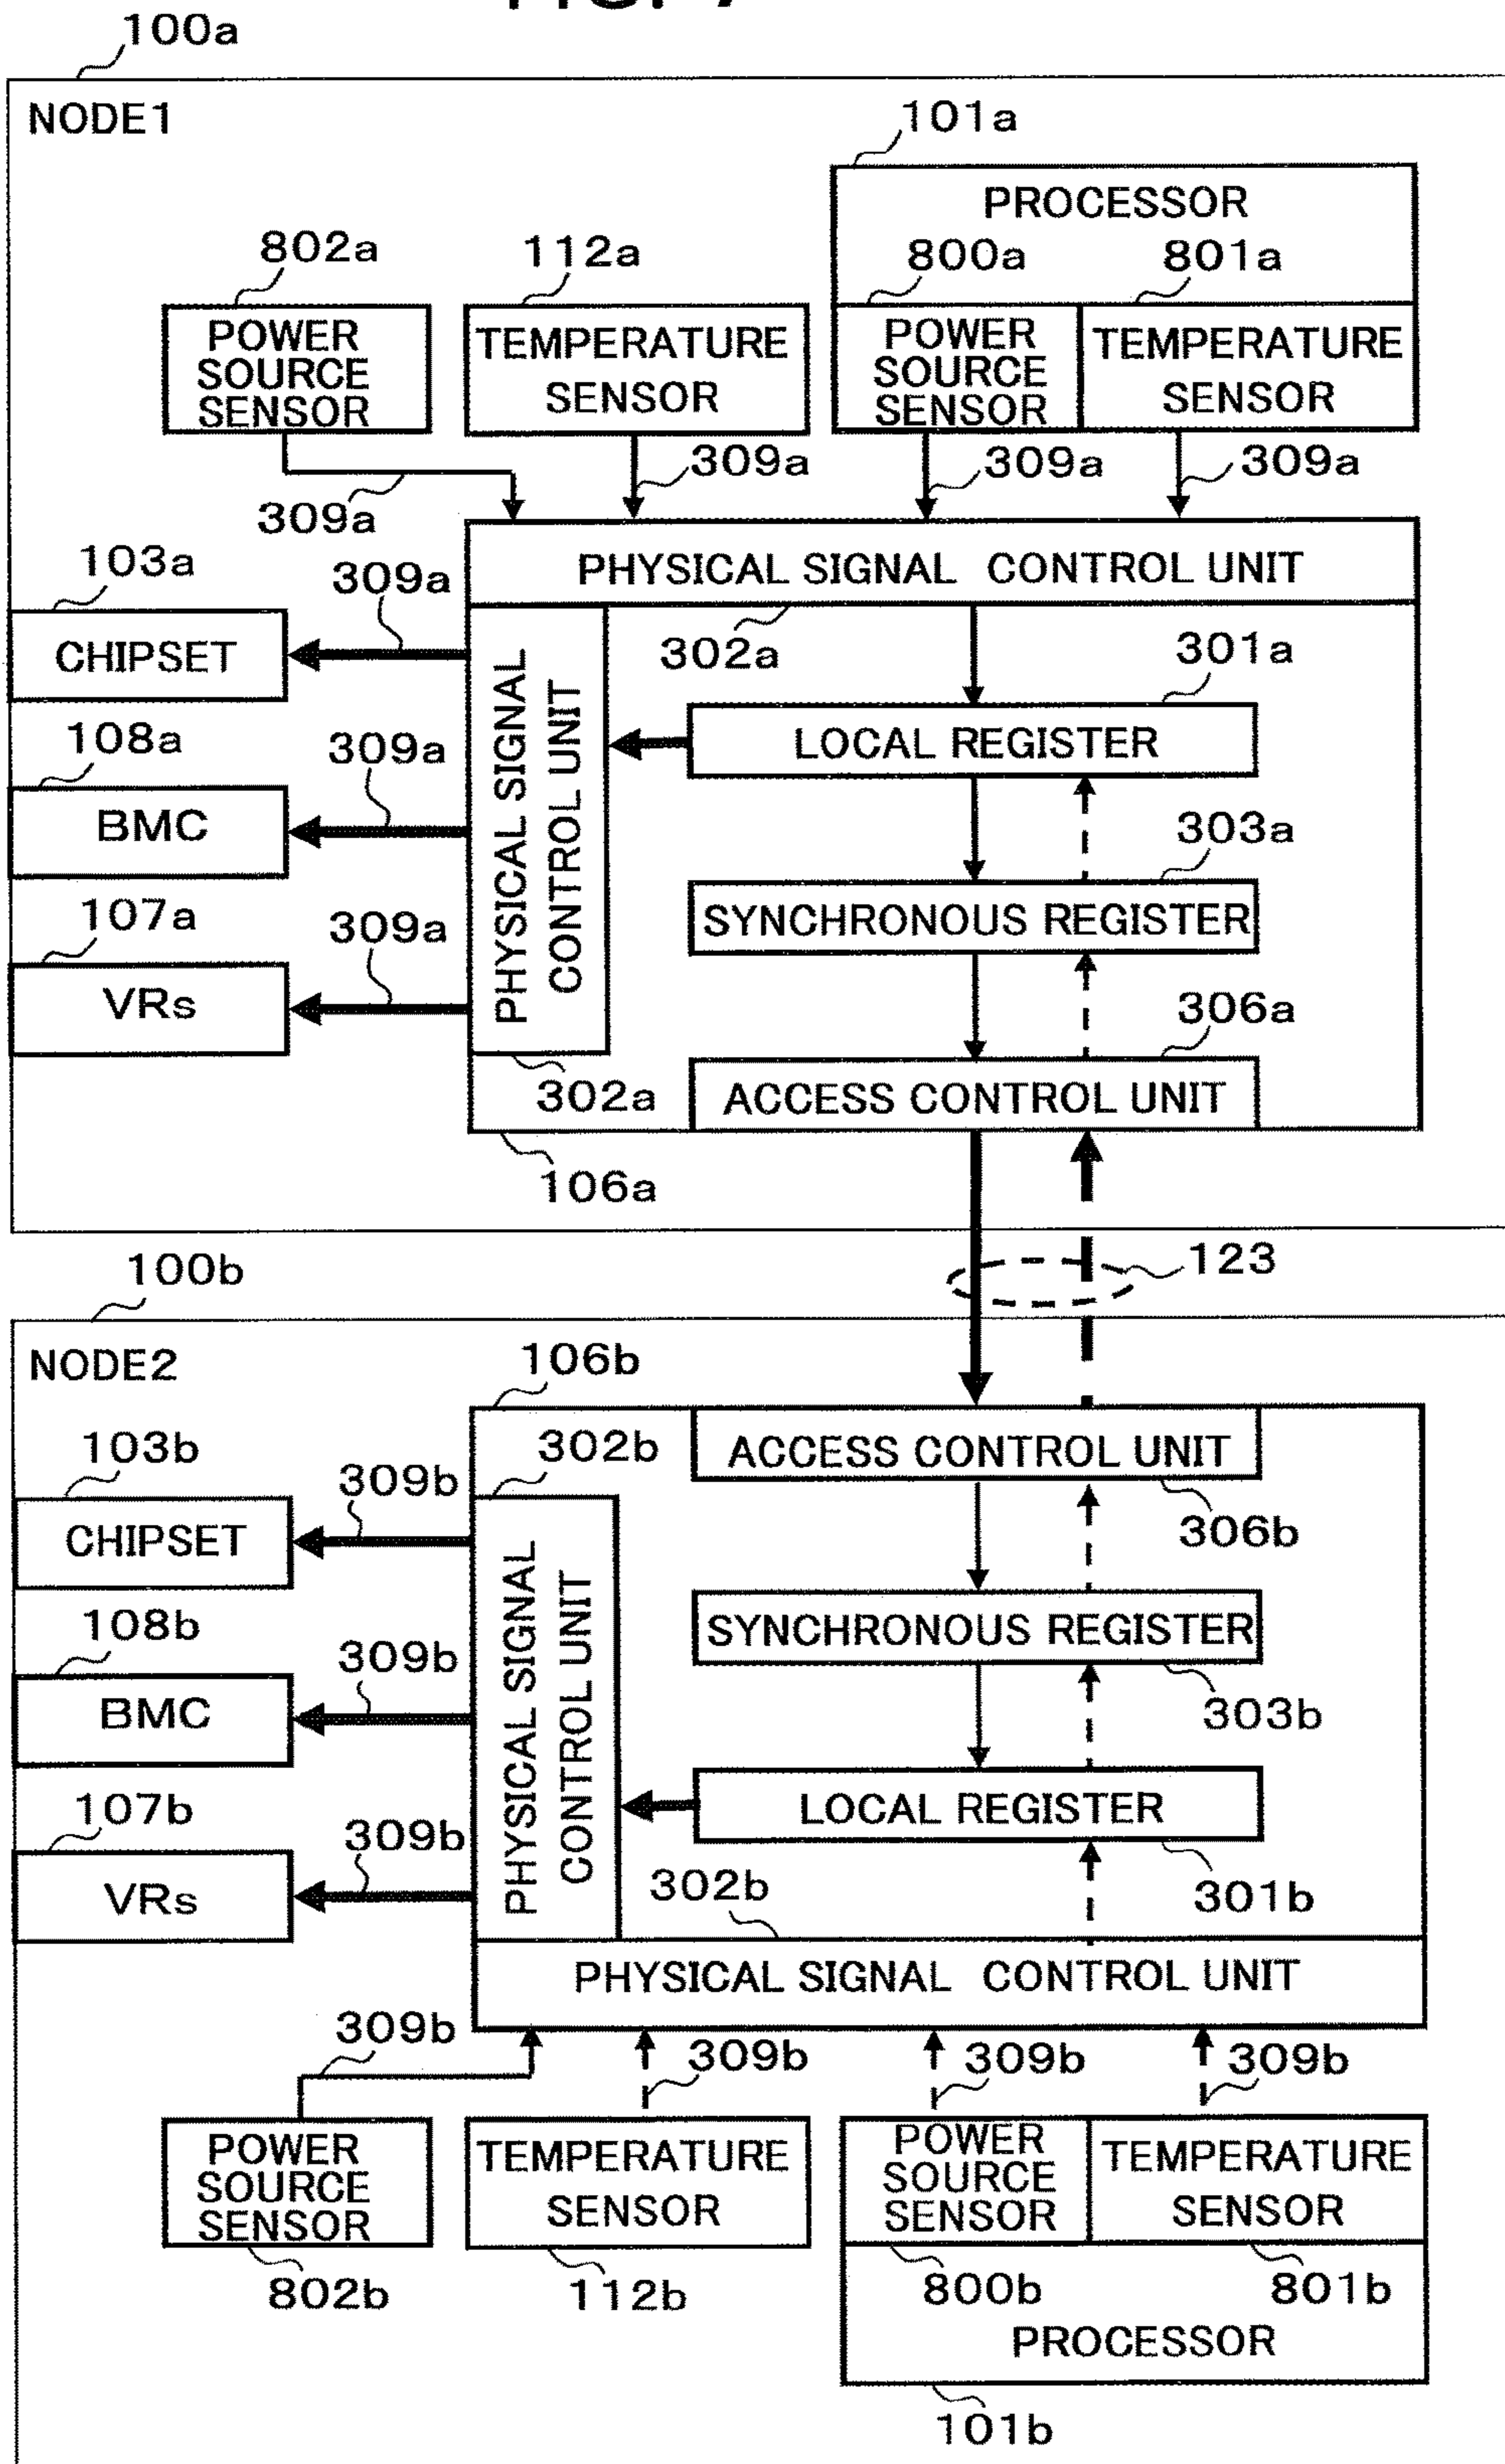 100a
NODE1
101a
PROCESSOR
802a
112a
800a
801a
POWER
SOURCE
SENSOR
TEMPERATURE
SENSOR
POWER
SOURCE
SENSOR
TEMPERATURE
SENSOR
309a
309a
309a
309a
PHYSICAL SIGNAL CONTROL UNIT
103a
309a
CHIPSET
302a
301a
PHYSICAL SIGNAL
CONTROL UNIT
LOCAL REGISTER
108a
309a
BMC
303a
SYNCHRONOUS REGISTER
107a
309a
VRs
306a
302a
ACCESS CONTROL UNIT
106a
123
100b
NODE2
106b
302b
ACCESS CONTROL UNIT
103b
309b
CHIPSET
306b
PHYSICAL SIGNAL
CONTROL UNIT
SYNCHRONOUS REGISTER
108b
309b
BMC
303b
107b
309b
VRs
LOCAL REGISTER
302b
301b
PHYSICAL SIGNAL CONTROL UNIT
309b
309b
309b
309b
POWER
SOURCE
SENSOR
TEMPERATURE
SENSOR
POWER
SOURCE
SENSOR
TEMPERATURE
SENSOR
802b
112b
800b
801b
PROCESSOR
101b